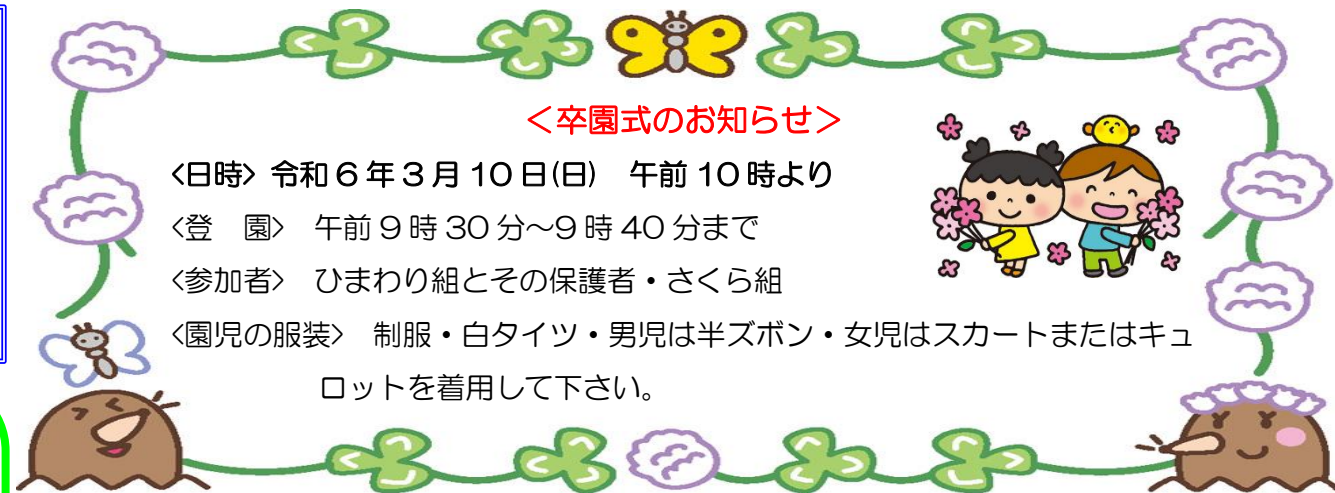 ＜卒園式のお知らせ＞
<日時> 令和６年３月10日(日)　午前10時より
<登　園>　午前９時30分～９時40分まで
<参加者>　ひまわり組とその保護者・さくら組
<園児の服装>　制服・白タイツ・男児は半ズボン・女児はスカートまたはキュ
ロットを着用して下さい。